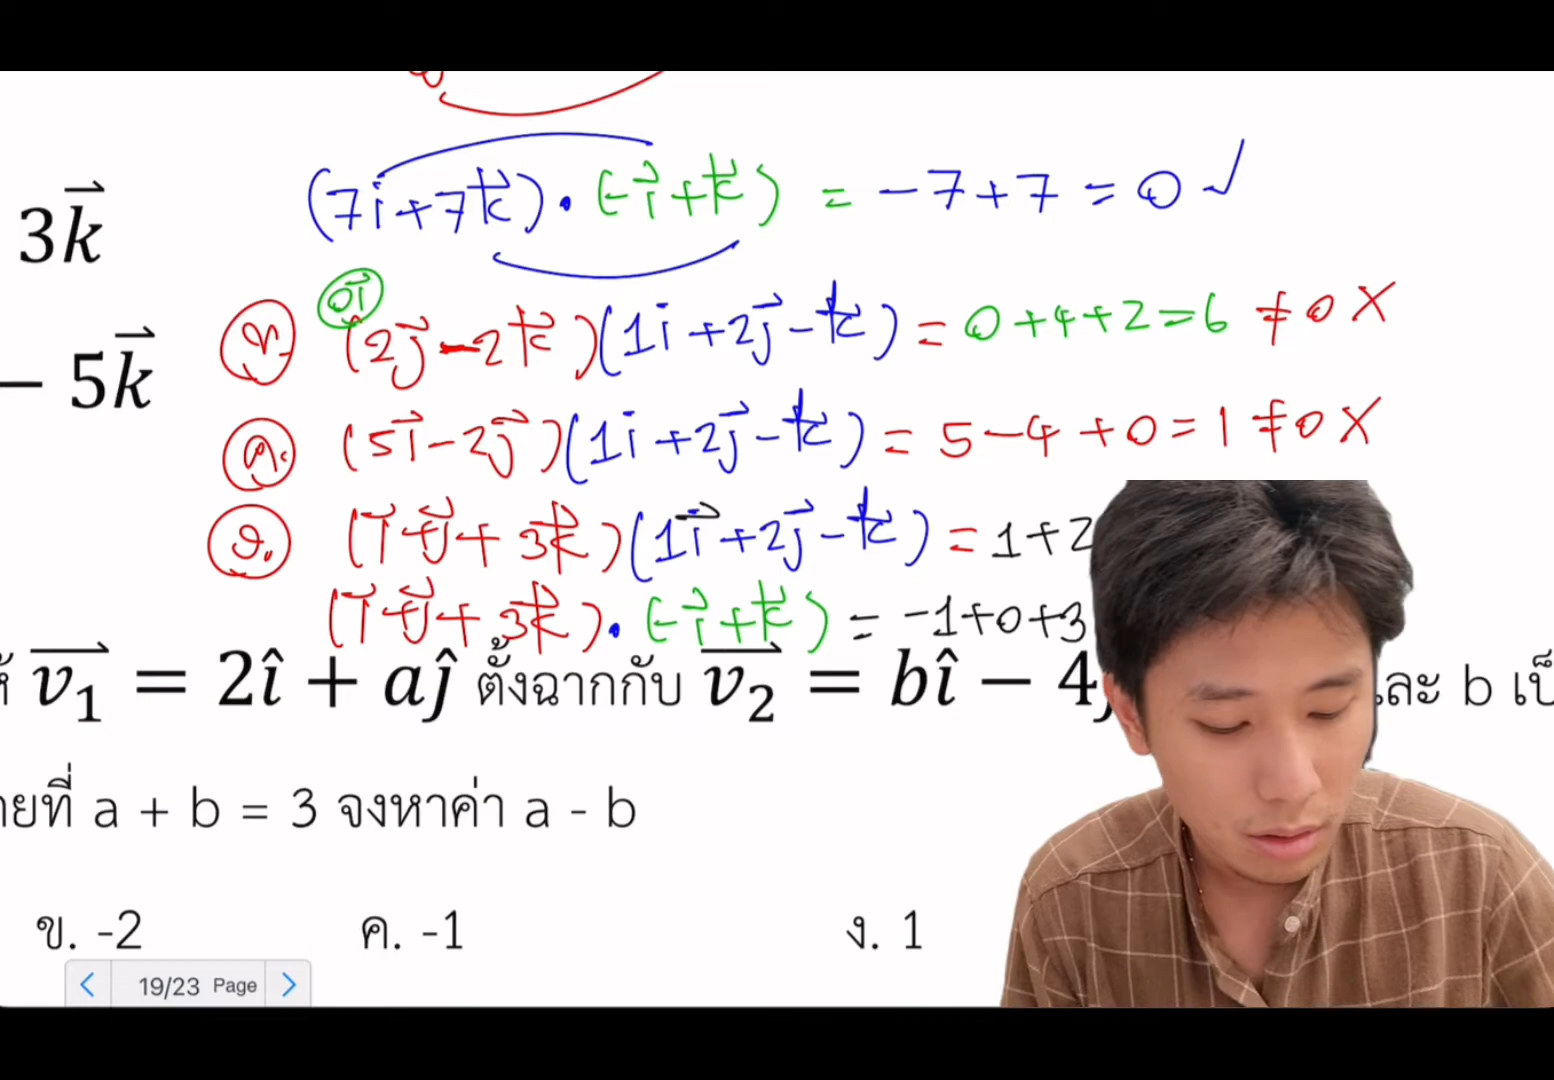 (7i + 7k⃗) · (-i⃗ + k⃗) = -7 + 7 = 0 ✓
3k⃗
0i⃗
ข. (2j⃗ - 2k⃗)(1i + 2j⃗ - k⃗) = 0 + 4 + 2 = 6 ≠ 0 X
- 5k⃗
ค. (5i⃗ - 2j⃗)(1i + 2j⃗ - k⃗) = 5 - 4 + 0 = 1 ≠ 0 X
ง. (i⃗ + j⃗ + 3k⃗)(1i⃗ + 2j⃗ - k⃗) = 1 + 2
(i⃗ + j⃗ + 3k⃗) · (-i⃗ + k⃗) = -1 + 0 + 3
v₁⃗ = 2î + aĵ ตั้งฉากกับ v₂⃗ = bî - 4 ละ b เป็
ยที่ a + b = 3 จงหาค่า a - b
ข. -2 ค. -1 ง. 1
19/23 Page